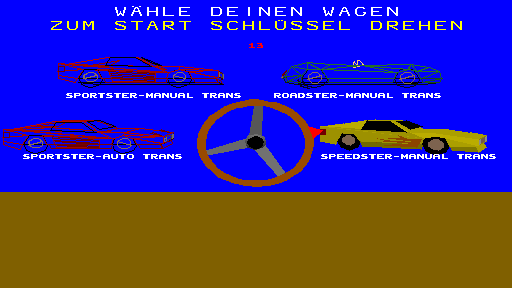 WÄHLE DEINEN WAGEN
ZUM START SCHLÜSSEL DREHEN
13
SPORTSTER-MANUAL TRANS
ROADSTER-MANUAL TRANS
SPORTSTER-AUTO TRANS
SPEEDSTER-MANUAL TRANS